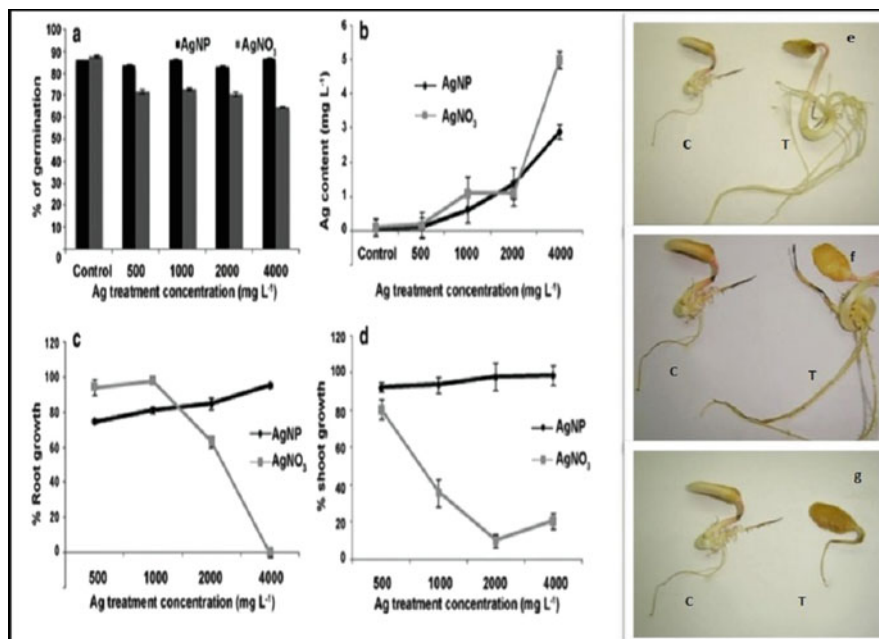 a
AgNP AgNO3
% of germination
100
90
80
70
60
50
40
30
20
10
0
Control 500 1000 2000 4000
Ag treatment concentration (mg L-1)
b
Ag content (mg L-1)
6
5
4
3
2
1
0
AgNP
AgNO3
Control 500 1000 2000 4000
Ag treatment concentration (mg L-1)
c
% Root growth
120
100
80
60
40
20
0
AgNP
AgNO3
500 1000 2000 4000
Ag treatment concentration (mg L-1)
d
% shoot growth
120
100
80
60
40
20
0
AgNP
AgNO3
500 1000 2000 4000
Ag treatment concentration (mg L-1)
e
C T
f
C T
g
C T